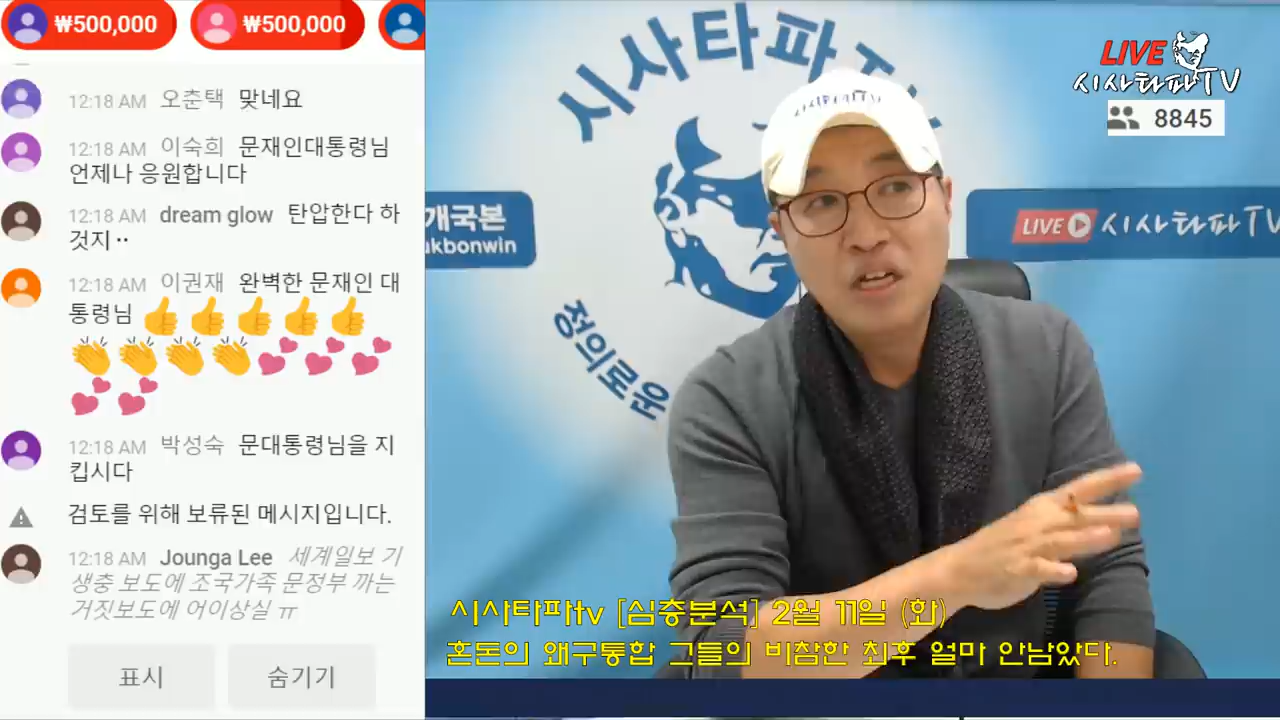 ₩500,000
₩500,000
12:18 AM 오춘택 맞네요
12:18 AM 이숙희 문재인대통령님
언제나 응원합니다
12:18 AM dream glow 탄압한다 하
것지··
12:18 AM 이권재 완벽한 문재인 대
통령님 👍👍👍👍👍
👏👏👏👏💕💕💕
💕💕
12:18 AM 박성숙 문대통령님을 지
킵시다
검토를 위해 보류된 메시지입니다.
12:18 AM Jounga Lee 세계일보 기
생충 보도에 조국가족 문정부 까는
거짓보도에 어이상실 ㅠ
표시 숨기기
시사타파
시사타파TV
LIVE
시사타파TV
8845
개국본
ukbonwin
LIVE 시사타파TV
정의로운
시사타파tv [심층분석] 2월 11일 (화)
혼돈의 왜구통합 그들의 비참한 최후 얼마 안남았다.